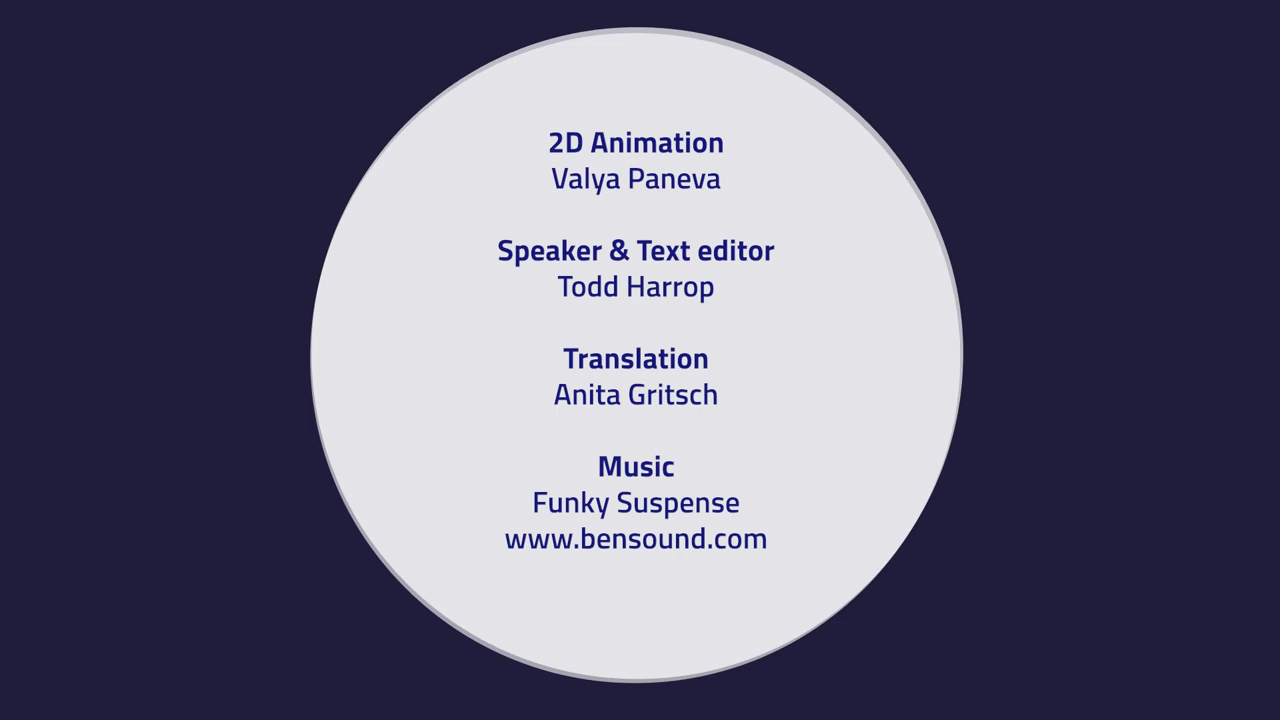 2D Animation
Valya Paneva
Speaker & Text editor
Todd Harrop
Translation
Anita Gritsch
Music
Funky Suspense
www.bensound.com